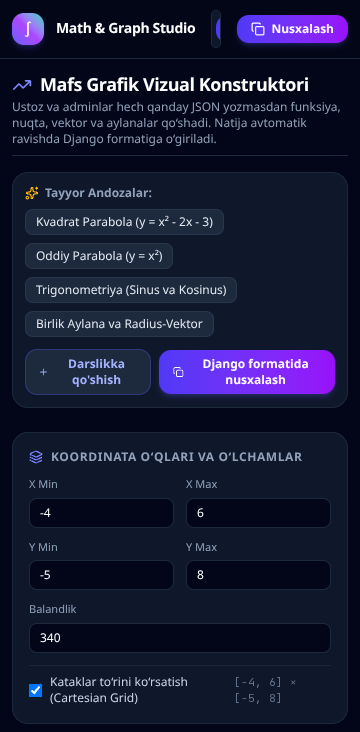 ∫ Math & Graph Studio Nusxalash
Mafs Grafik Vizual Konstruktori
Ustoz va adminlar hech qanday JSON yozmasdan funksiya,
nuqta, vektor va aylanalar qo‘shadi. Natija avtomatik
ravishda Django formatiga o‘giriladi.
Tayyor Andozalar:
Kvadrat Parabola (y = x² - 2x - 3)
Oddiy Parabola (y = x²)
Trigonometriya (Sinus va Kosinus)
Birlik Aylana va Radius-Vektor
+ Darslikka
qo'shish
Django formatida
nusxalash
KOORDINATA O‘QLARI VA O‘LCHAMLAR
X Min X Max
-4 6
Y Min Y Max
-5 8
Balandlik
340
Kataklar to‘rini ko‘rsatish
(Cartesian Grid)
[-4, 6] ×
[-5, 8]